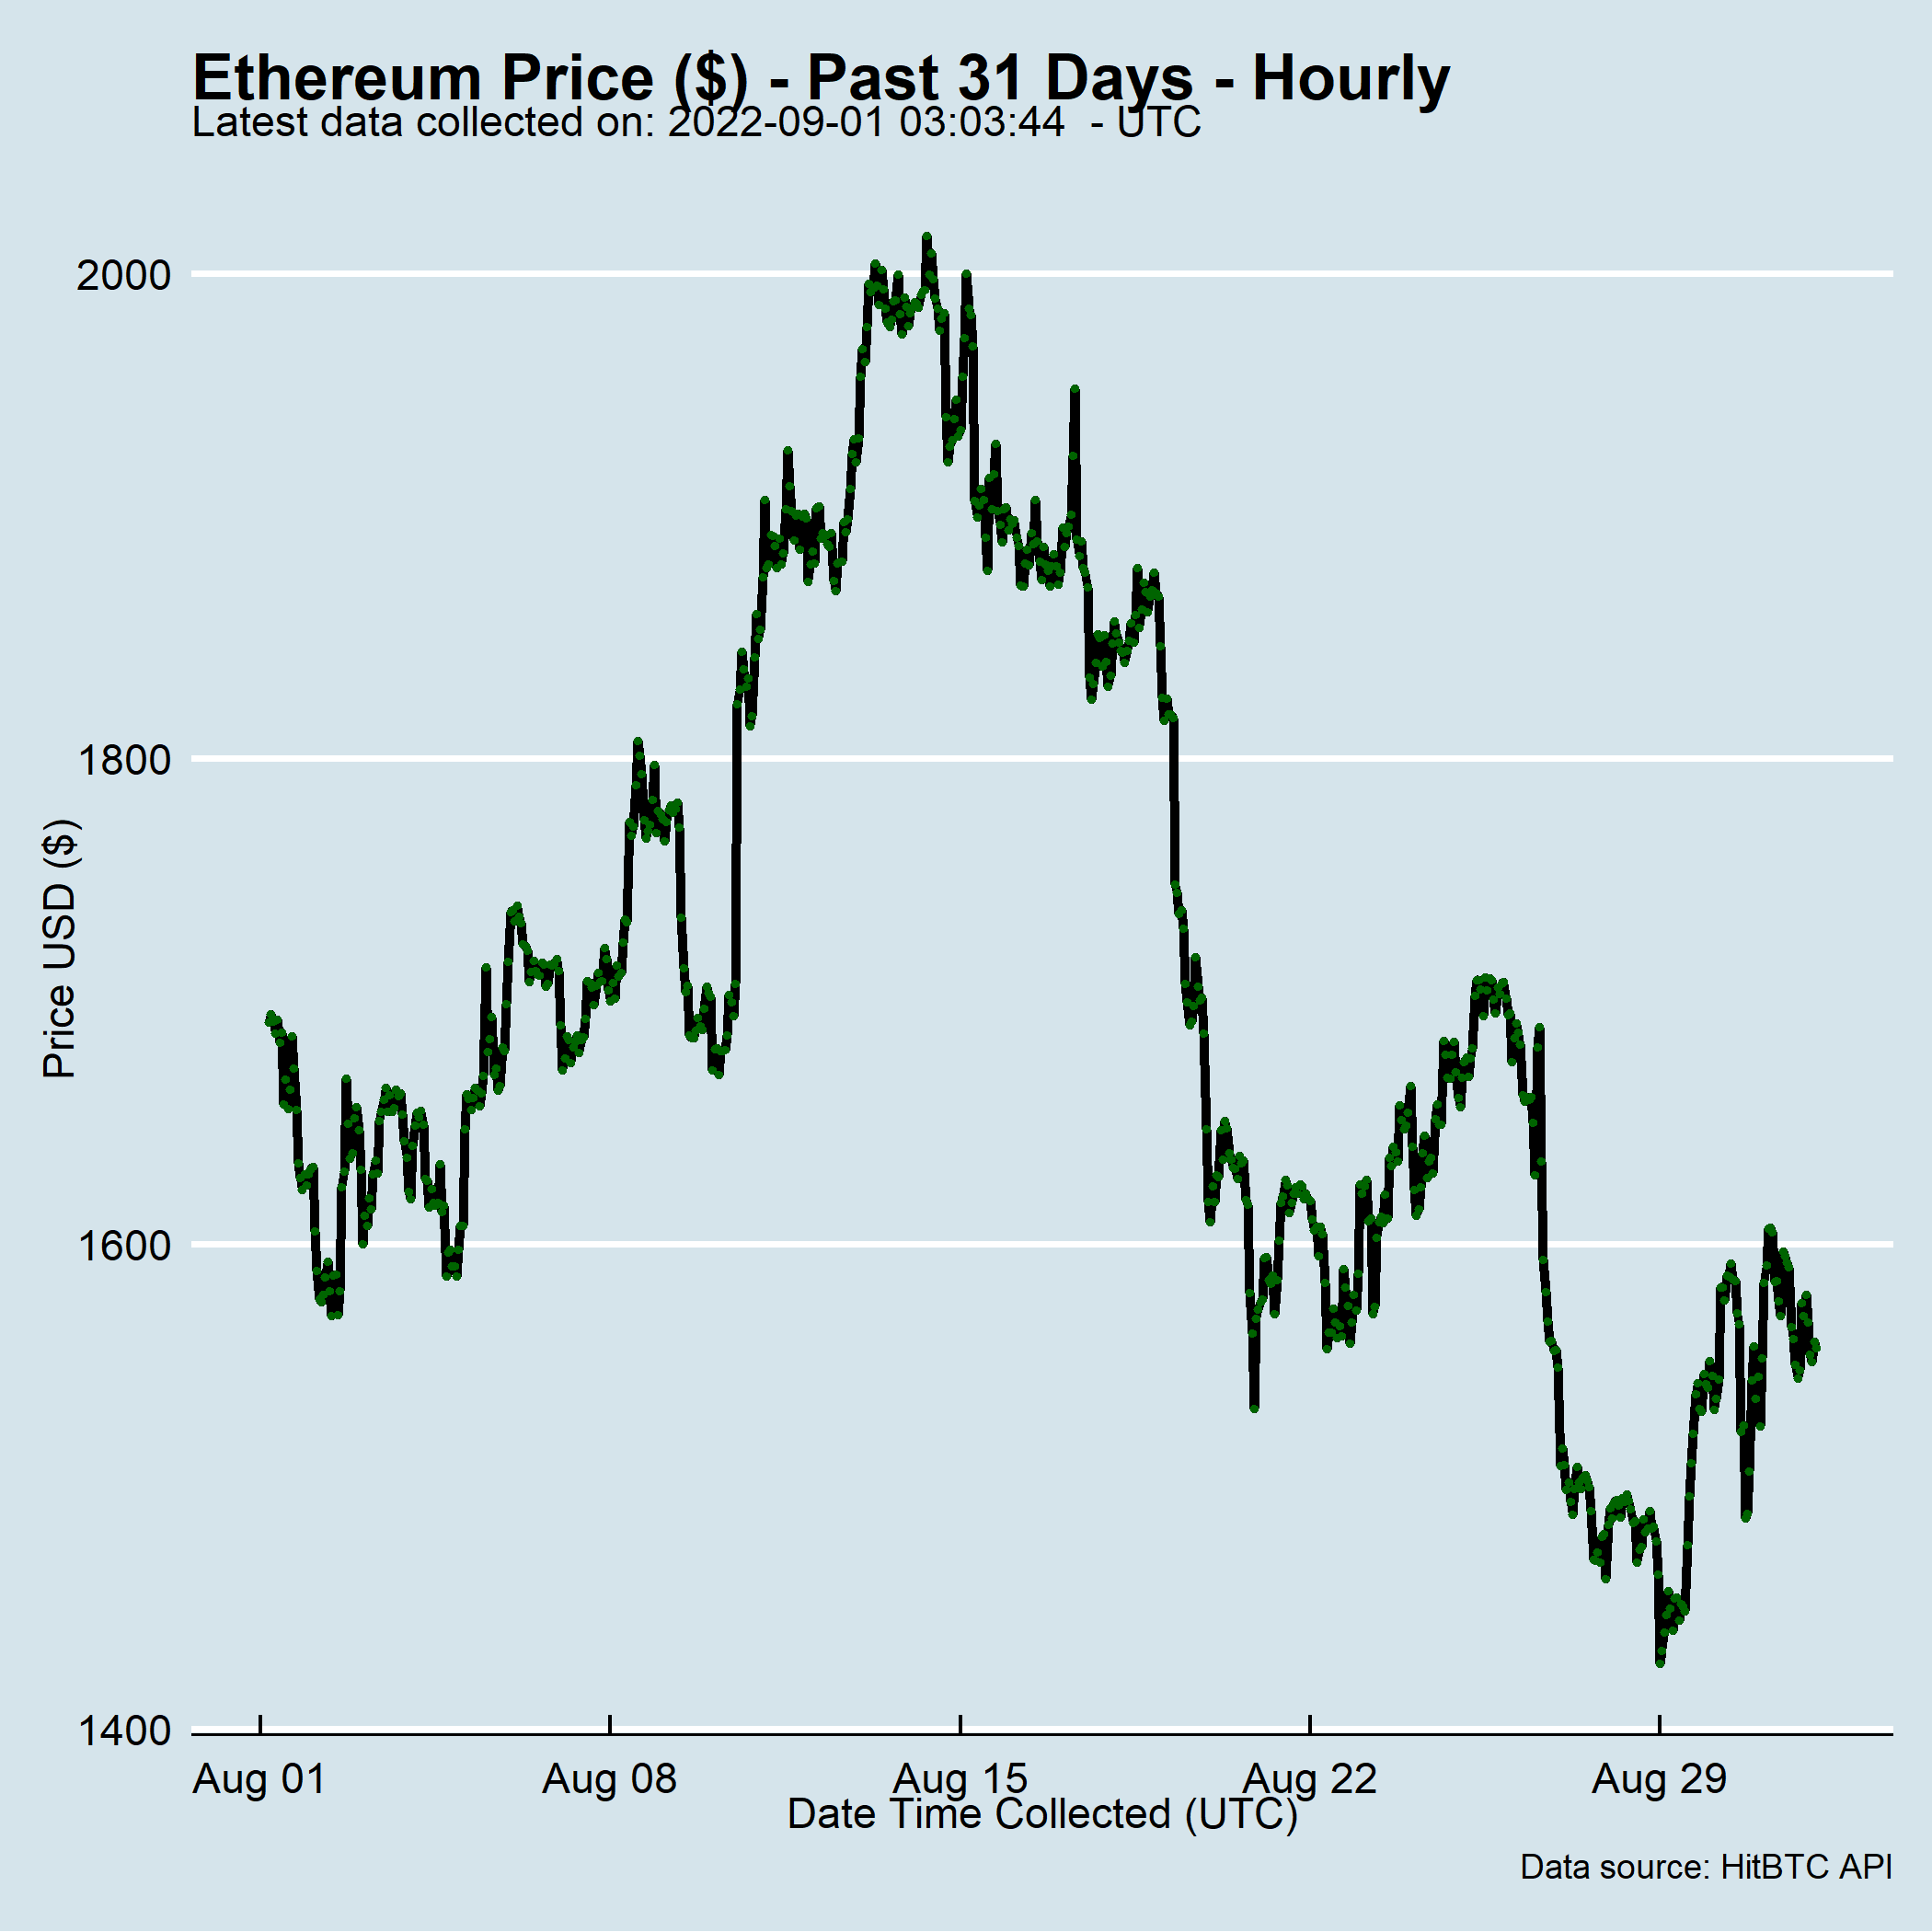 Ethereum Price ($) - Past 31 Days - Hourly
Latest data collected on: 2022-09-01 03:03:44  - UTC
2000
1800
1600
1400
Price USD ($)
Aug 01
Aug 08
Aug 15
Aug 22
Aug 29
Date Time Collected (UTC)
Data source: HitBTC API